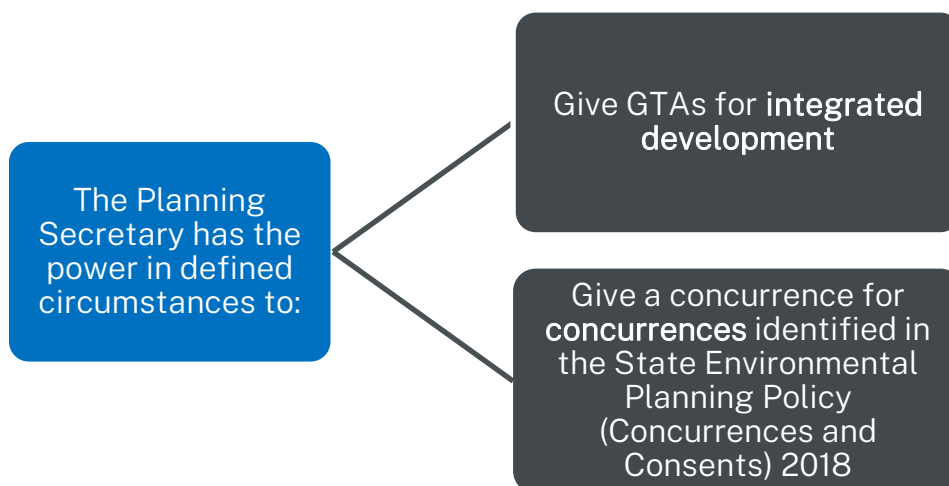 The Planning
Secretary has the
power in defined
circumstances to:
Give GTAs for integrated
development
Give a concurrence for
concurrences identified in
the State Environmental
Planning Policy
(Concurrences and
Consents) 2018